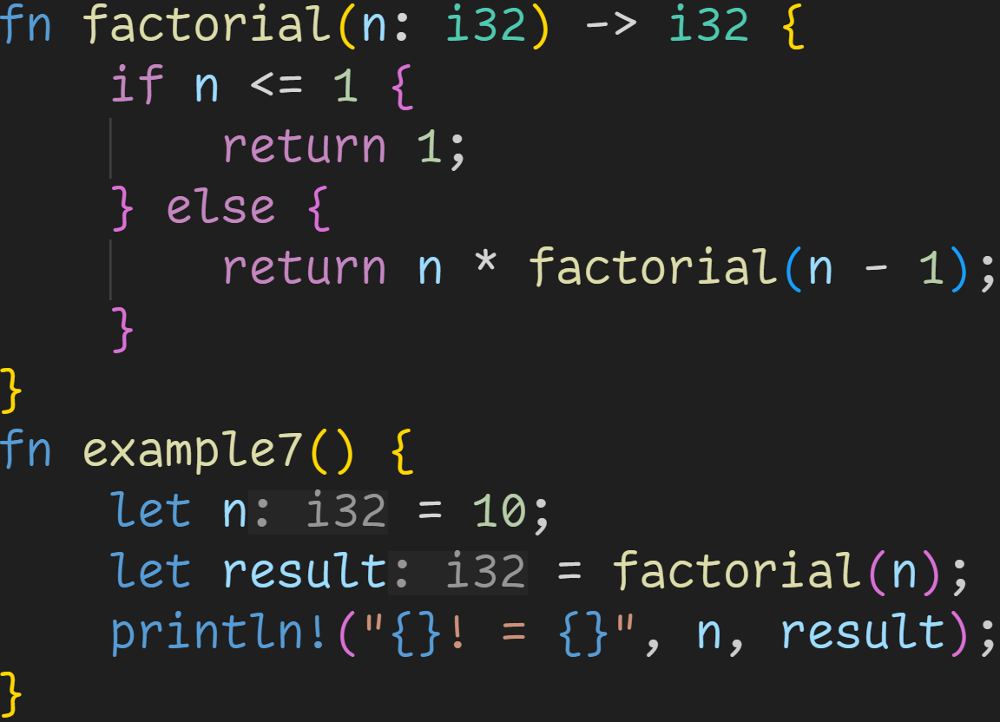 fn factorial(n: i32) -> i32 {
    if n <= 1 {
        return 1;
    } else {
        return n * factorial(n - 1);
    }
}
fn example7() {
    let n: i32 = 10;
    let result: i32 = factorial(n);
    println!("{}! = {}", n, result);
}